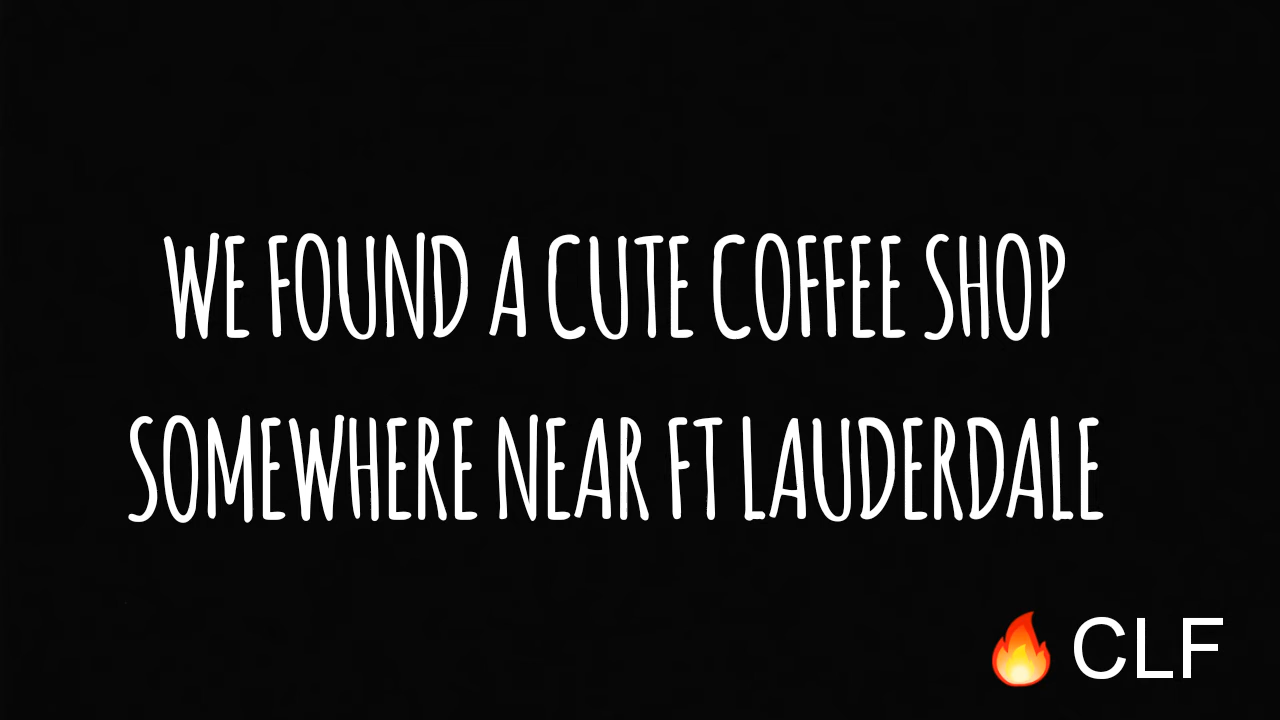 WE FOUND A CUTE COFFEE SHOP
SOMEWHERE NEAR FT LAUDERDALE
🔥 CLF